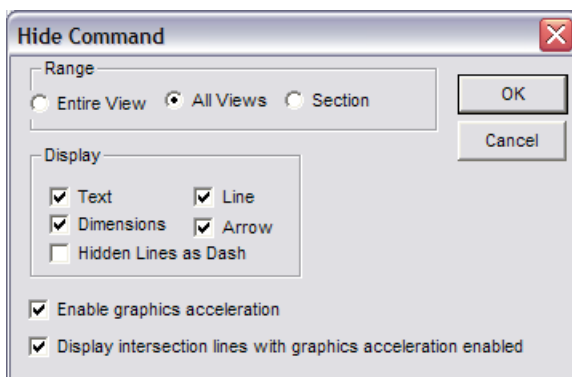 Hide Command
Range
Entire View All Views Section
OK
Cancel
Display
Text Line
Dimensions Arrow
Hidden Lines as Dash
Enable graphics acceleration
Display intersection lines with graphics acceleration enabled